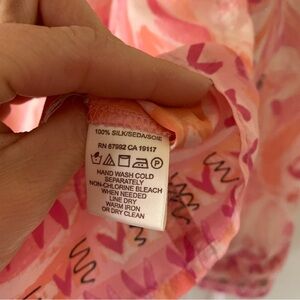 100% SILK/SEDA/SOIE
RN 67992 CA 19117
HAND WASH COLD
SEPARATELY
NON-CHLORINE BLEACH
WHEN NEEDED
LINE DRY
WARM IRON
OR DRY CLEAN